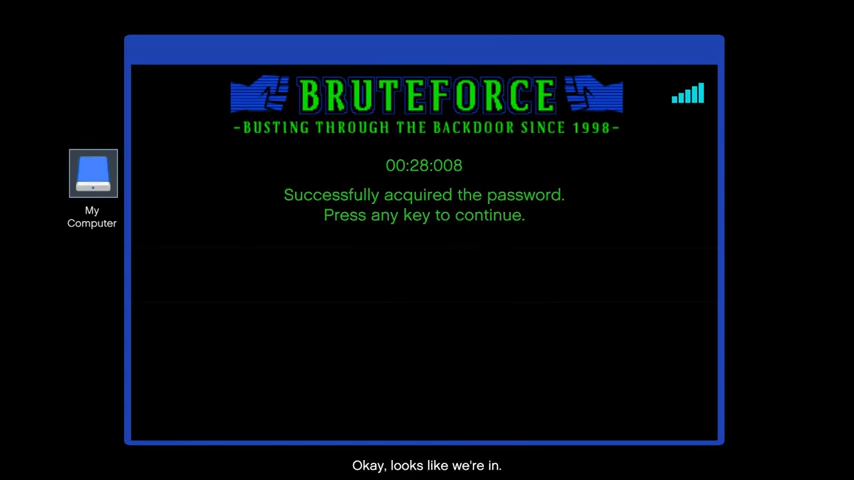 BRUTEFORCE
-BUSTING THROUGH THE BACKDOOR SINCE 1998-
00:28:008
Successfully acquired the password.
Press any key to continue.
My
Computer
Okay, looks like we're in.